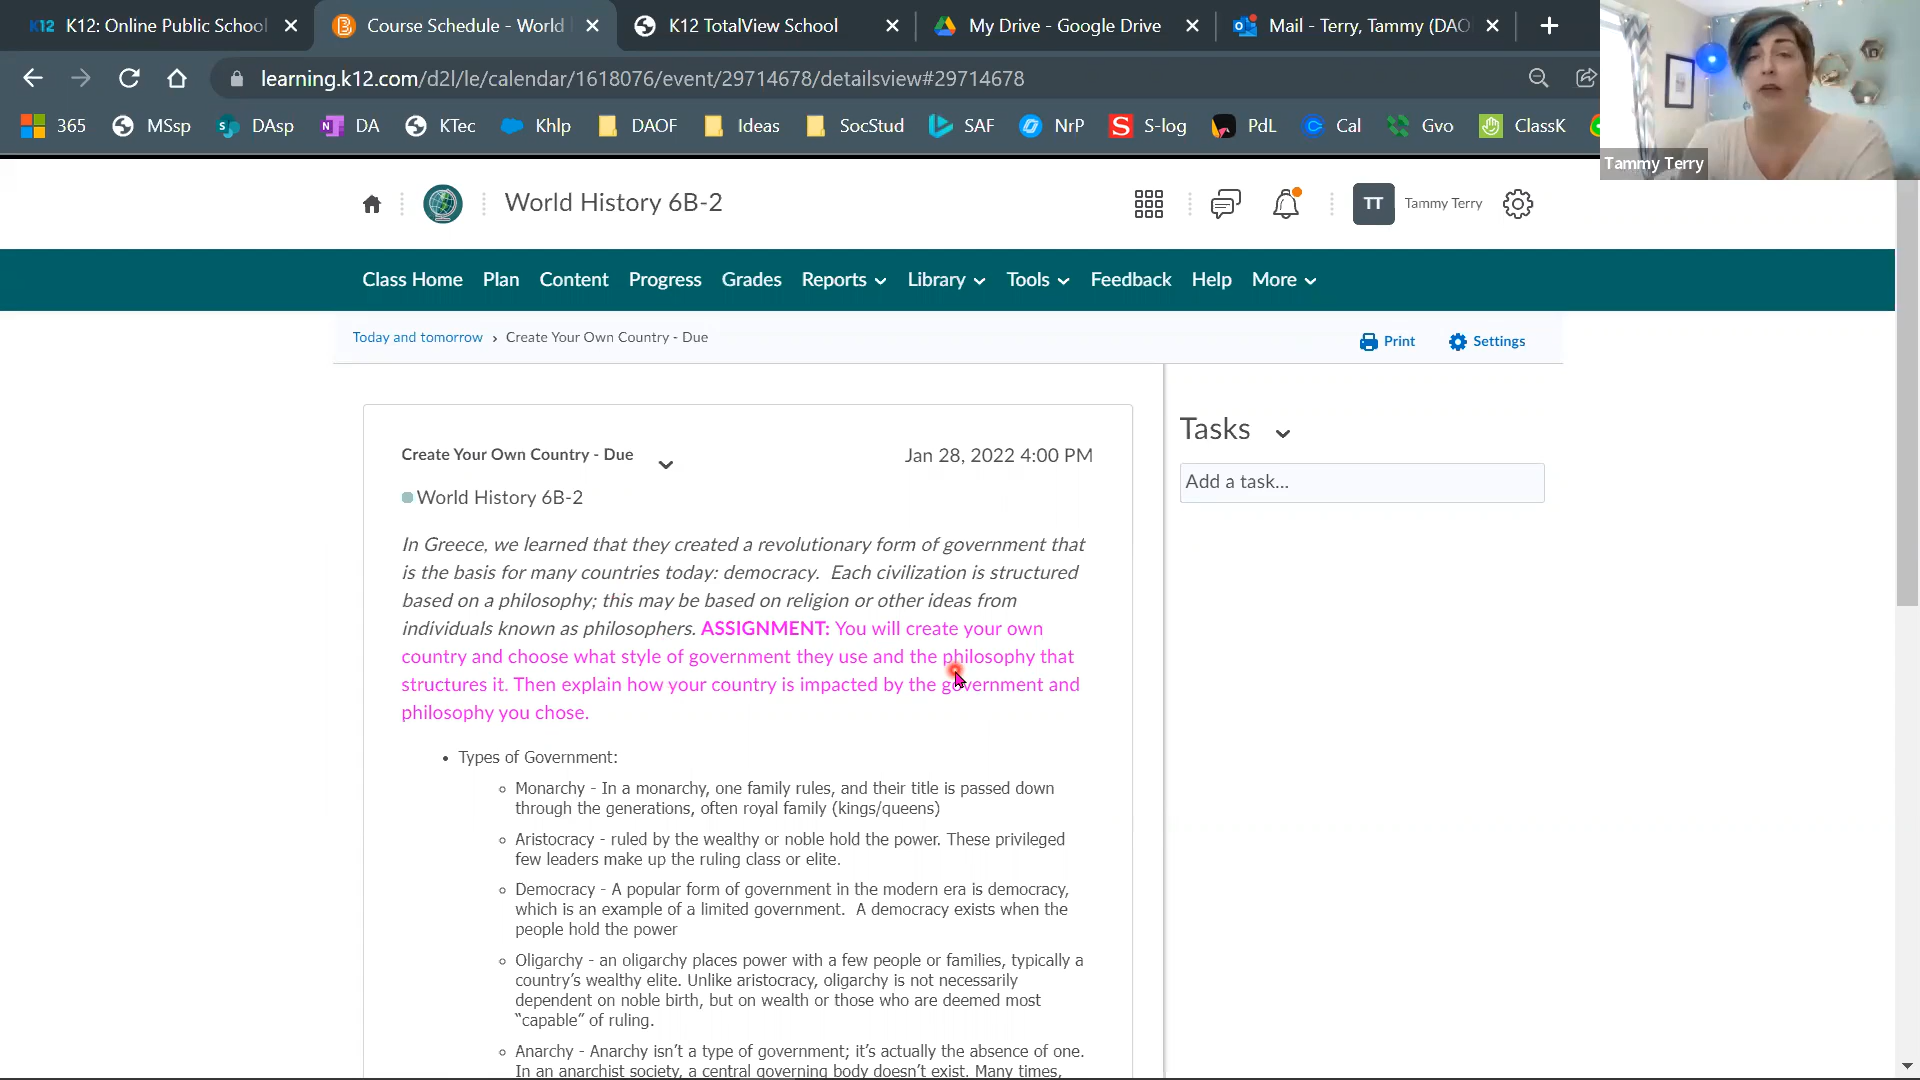 K12: Online Public School
Course Schedule - World
K12 TotalView School
My Drive - Google Drive
Mail - Terry, Tammy (DAO
learning.k12.com/d2l/le/calendar/1618076/event/29714678/detailsview#29714678
365 MSsp DAsp DA KTec Khlp DAOF Ideas SocStud SAF NrP S-log PdL Cal Gvo ClassK
Tammy Terry
World History 6B-2
TT Tammy Terry
Class Home Plan Content Progress Grades Reports Library Tools Feedback Help More
Today and tomorrow › Create Your Own Country - Due
Print Settings
Create Your Own Country - Due
Jan 28, 2022 4:00 PM
World History 6B-2
In Greece, we learned that they created a revolutionary form of government that
is the basis for many countries today: democracy. Each civilization is structured
based on a philosophy; this may be based on religion or other ideas from
individuals known as philosophers. ASSIGNMENT: You will create your own
country and choose what style of government they use and the philosophy that
structures it. Then explain how your country is impacted by the government and
philosophy you chose.
• Types of Government:
◦ Monarchy - In a monarchy, one family rules, and their title is passed down
through the generations, often royal family (kings/queens)
◦ Aristocracy - ruled by the wealthy or noble hold the power. These privileged
few leaders make up the ruling class or elite.
◦ Democracy - A popular form of government in the modern era is democracy,
which is an example of a limited government. A democracy exists when the
people hold the power
◦ Oligarchy - an oligarchy places power with a few people or families, typically a
country's wealthy elite. Unlike aristocracy, oligarchy is not necessarily
dependent on noble birth, but on wealth or those who are deemed most
“capable” of ruling.
◦ Anarchy - Anarchy isn't a type of government; it's actually the absence of one.
In an anarchist society, a central governing body doesn't exist. Many times,
Tasks
Add a task...